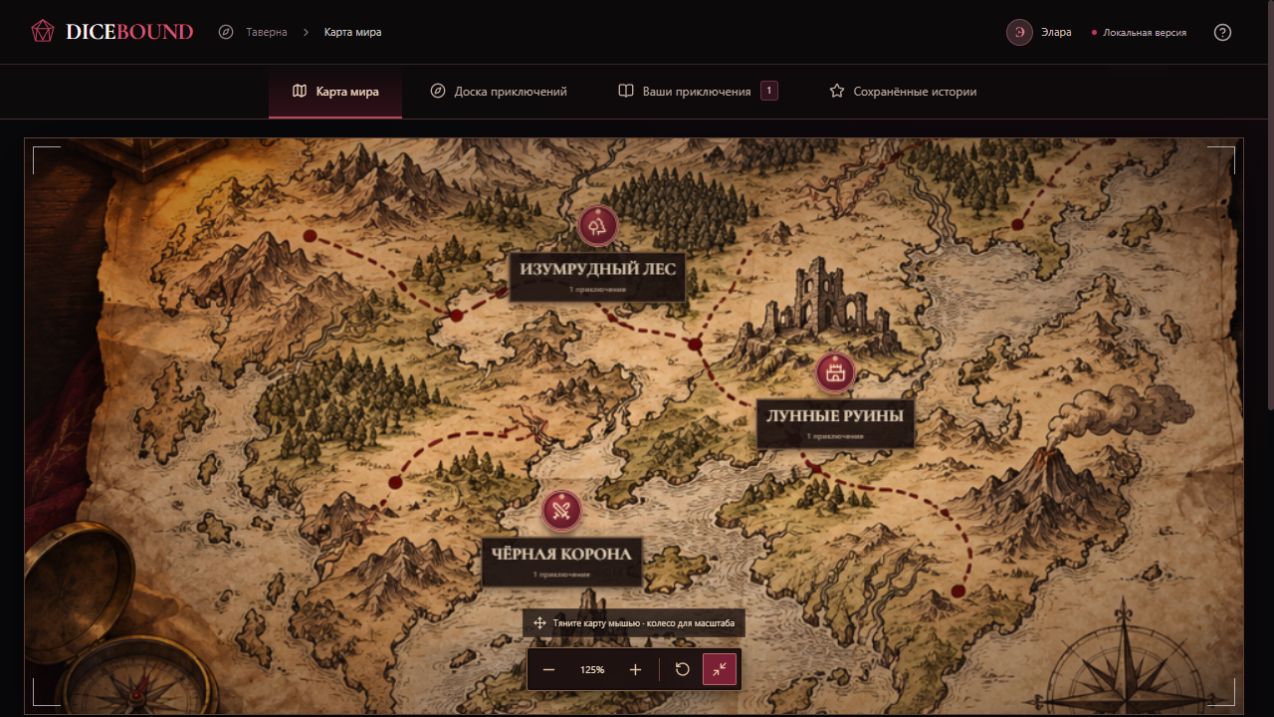 DICEBOUND
Таверна
Карта мира
Э
Элара
Локальная версия
?
Карта мира
Доска приключений
Ваши приключения
1
Сохранённые истории
ИЗУМРУДНЫЙ ЛЕС
1 приключение
ЛУННЫЕ РУИНЫ
1 приключение
ЧЁРНАЯ КОРОНА
1 приключение
Тяните карту мышью · колесо для масштаба
125%